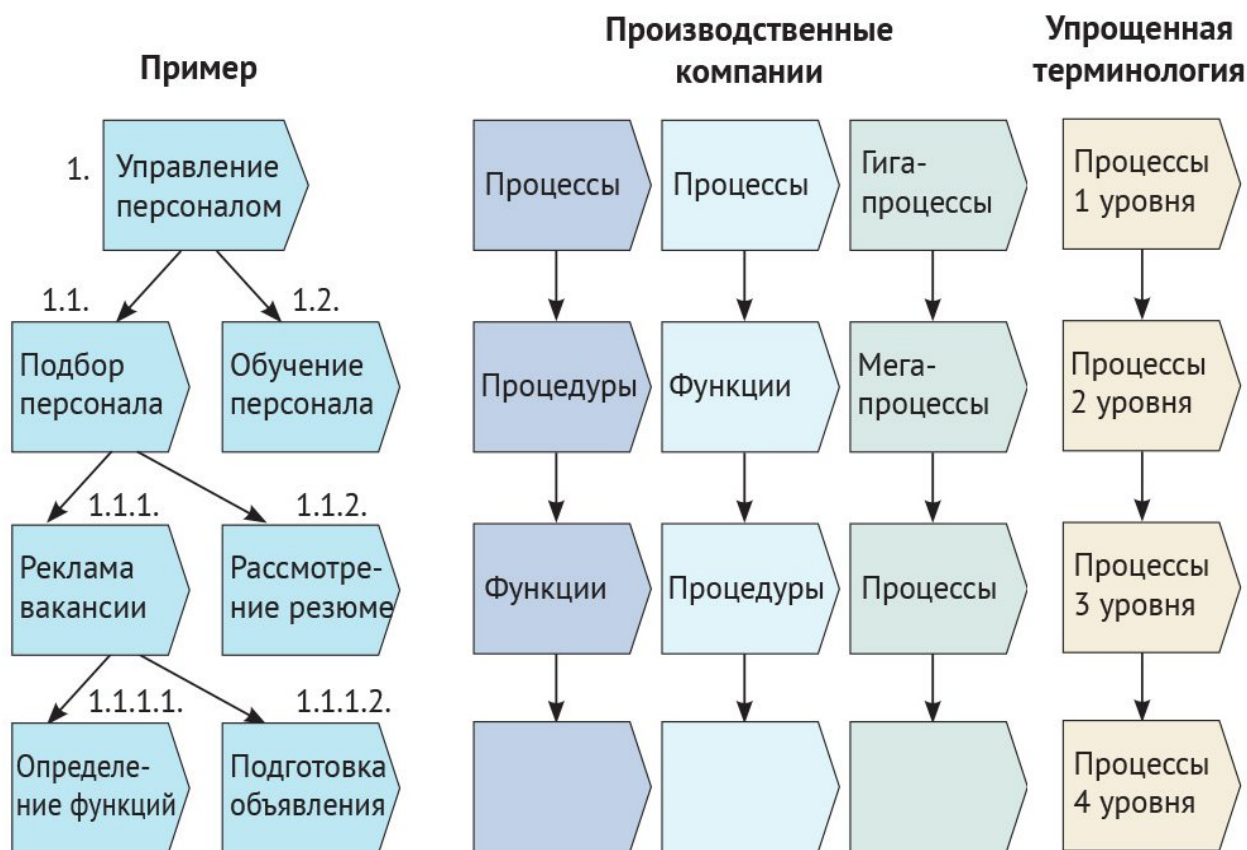 Пример
Производственные
компании
Упрощенная
терминология
1.
Управление
персоналом
Процессы
Процессы
Гига-
процессы
Процессы
1 уровня
1.1.
1.2.
Подбор
персонала
Обучение
персонала
Процедуры
Функции
Мега-
процессы
Процессы
2 уровня
1.1.1.
1.1.2.
Реклама
вакансии
Рассмотре-
ние резюме
Функции
Процедуры
Процессы
Процессы
3 уровня
1.1.1.1.
1.1.1.2.
Определе-
ние функций
Подготовка
объявления
Процессы
4 уровня